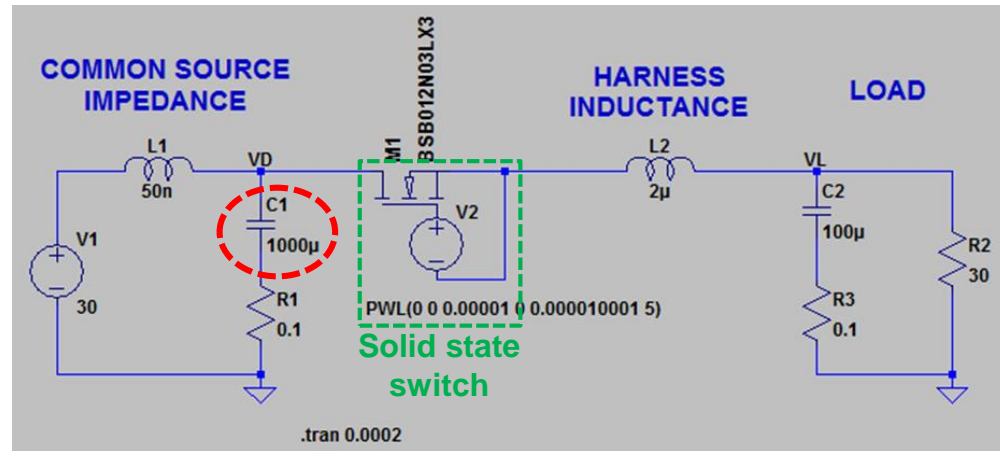 COMMON SOURCE
IMPEDANCE
L1
50n
VD
C1
1000µ
R1
0.1
V1
30
M1
BSB012N03LX3
V2
PWL(0 0 0.00001 0 0.000010001 5)
Solid state
switch
HARNESS
INDUCTANCE
L2
2µ
LOAD
VL
C2
100µ
R3
0.1
R2
30
.tran 0.0002